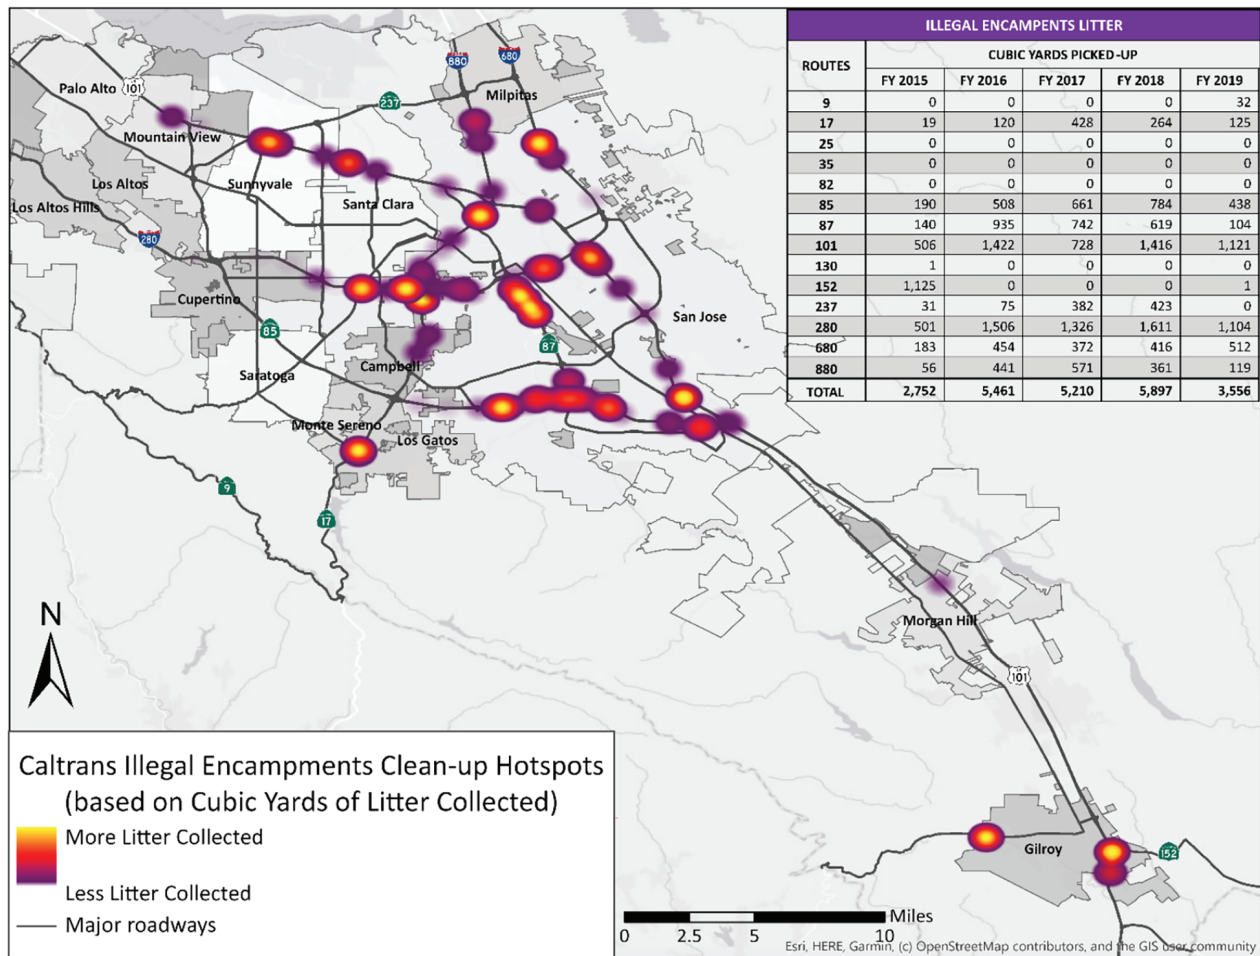 ILLEGAL ENCAMPENTS LITTER
ROUTES
CUBIC YARDS PICKED-UP
FY 2015 FY 2016 FY 2017 FY 2018 FY 2019
9 0 0 0 0 32
17 19 120 428 264 125
25 0 0 0 0 0
35 0 0 0 0 0
82 0 0 0 0 0
85 190 508 661 784 438
87 140 935 742 619 104
101 506 1,422 728 1,416 1,121
130 1 0 0 0 0
152 1,125 0 0 0 1
237 31 75 382 423 0
280 501 1,506 1,326 1,611 1,104
680 183 454 372 416 512
880 56 441 571 361 119
TOTAL 2,752 5,461 5,210 5,897 3,556
880
680
Palo Alto
101
237
Milpitas
Mountain View
Los Altos
Sunnyvale
Santa Clara
Los Altos Hills
280
Cupertino
San Jose
85
87
Campbell
Saratoga
Monte Sereno
Los Gatos
9
17
N
Morgan Hill
101
Gilroy
152
Caltrans Illegal Encampments Clean-up Hotspots
(based on Cubic Yards of Litter Collected)
More Litter Collected
Less Litter Collected
Major roadways
Miles
0 2.5 5 10
Esri, HERE, Garmin, (c) OpenStreetMap contributors, and the GIS user community